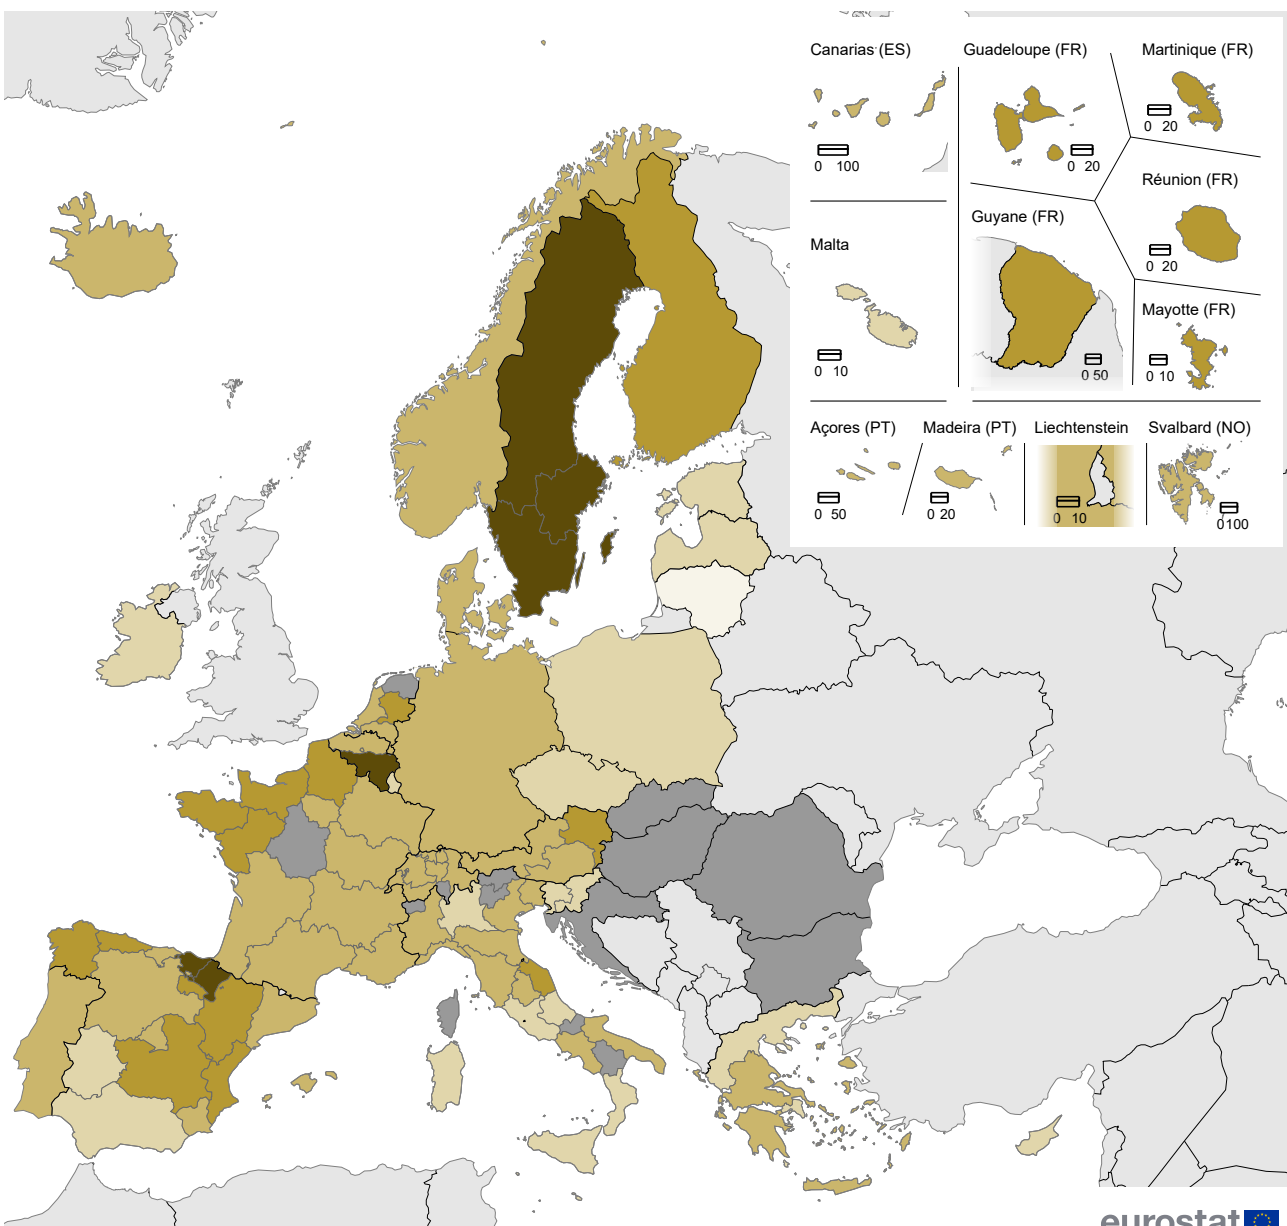 Canarias (ES)
0 100
Guadeloupe (FR)
0 20
Martinique (FR)
0 20
Réunion (FR)
0 20
Guyane (FR)
0 50
Malta
0 10
Mayotte (FR)
0 10
Açores (PT)
0 50
Madeira (PT)
0 20
Liechtenstein
0 10
Svalbard (NO)
0 100
eurostat